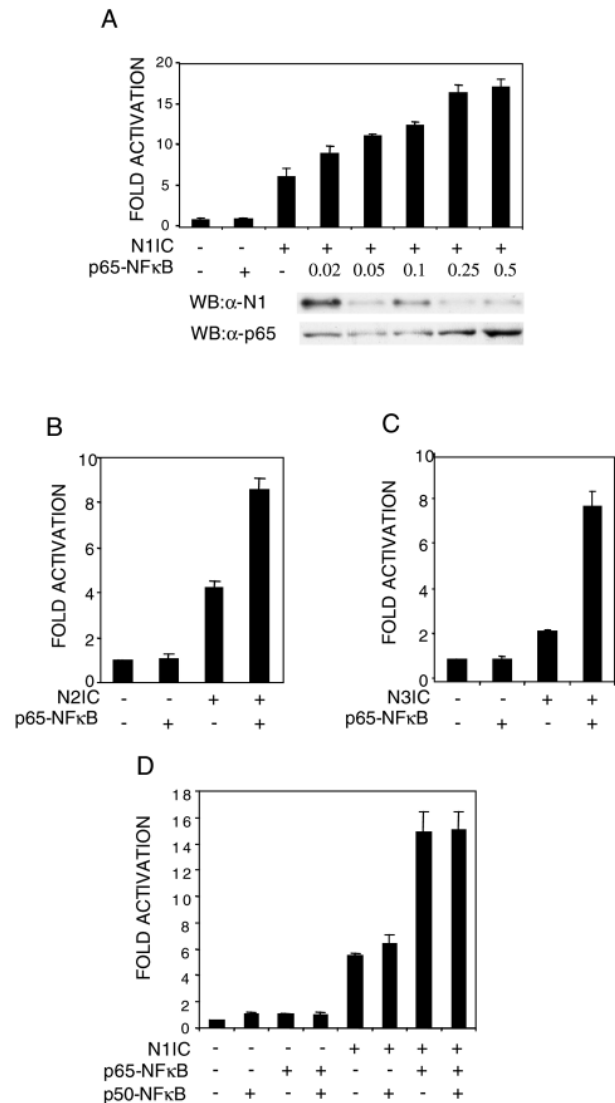 A
FOLD ACTIVATION
20
15
10
5
0
N1IC - - + + + + + +
p65-NFκB - + - 0.02 0.05 0.1 0.25 0.5
WB:α-N1
WB:α-p65
B
FOLD ACTIVATION
10
8
6
4
2
0
N2IC - - + +
p65-NFκB - + - +
C
FOLD ACTIVATION
10
8
6
4
2
0
N3IC - - + +
p65-NFκB - + - +
D
FOLD ACTIVATION
18
16
14
12
10
8
6
4
2
0
N1IC - - - - + + + +
p65-NFκB - - + + - - + +
p50-NFκB - + - + - + - +